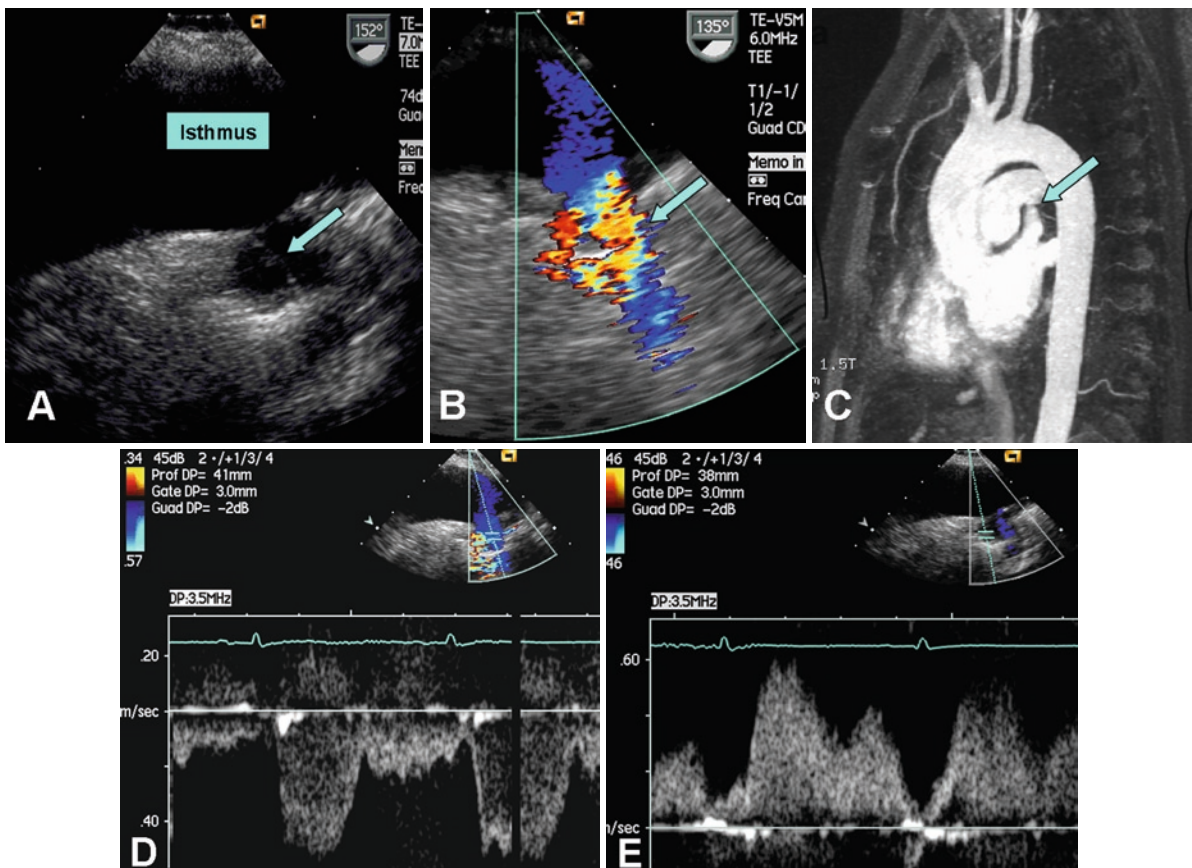 152°
TE-
7.0M
TEE
74d
Gua
Mem
Freq
Isthmus
A
135°
TE-V5M
6.0MHz
TEE
T1/-1/
1/2
Guad CD
Memo in
Freq Car
B
a
1.5T
m
p
C
.34 45dB 2 •/+1/3/ 4
Prof DP= 41mm
Gate DP= 3.0mm
Guad DP= -2dB
.57
DP:3.5MHz
.20
m/sec
.40
D
46 45dB 2 •/+1/3/ 4
Prof DP= 38mm
Gate DP= 3.0mm
Guad DP= -2dB
46
DP:3.5MHz
.60
m/sec
E